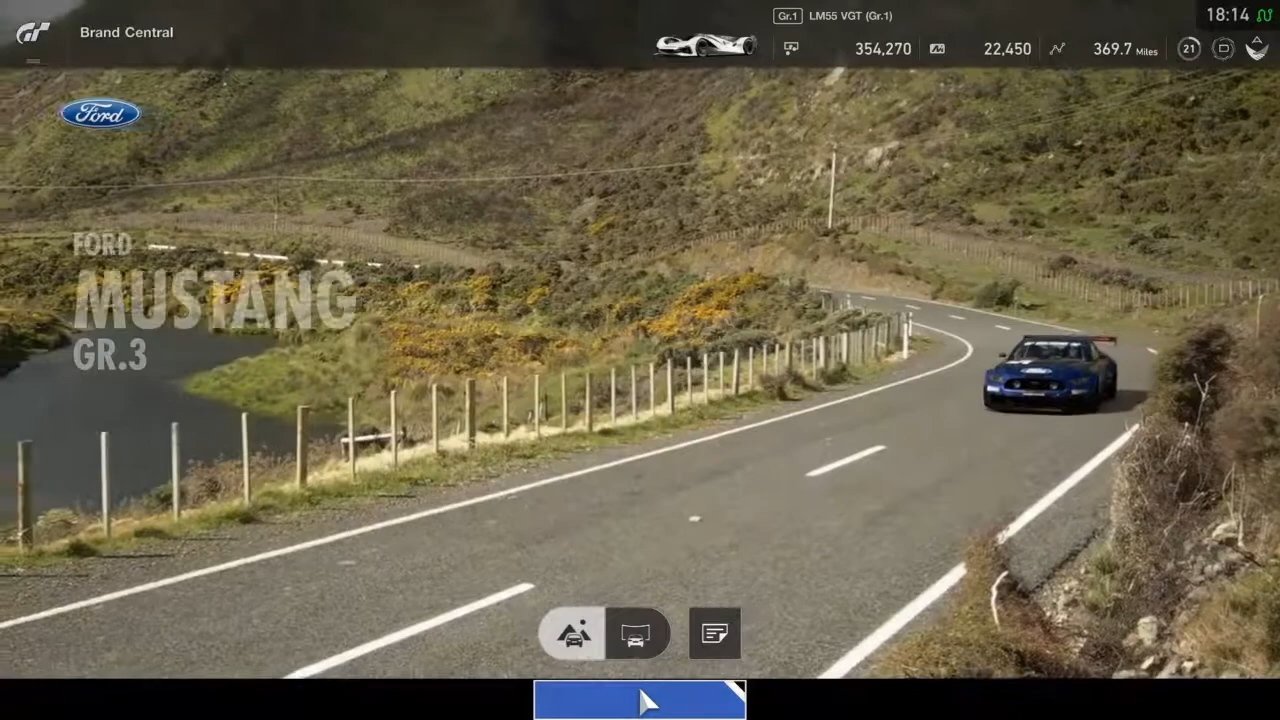 Brand Central
Gr.1 LM55 VGT (Gr.1)
18:14
354,270 22,450 369.7 Miles 21
Ford
FORD
MUSTANG
GR.3